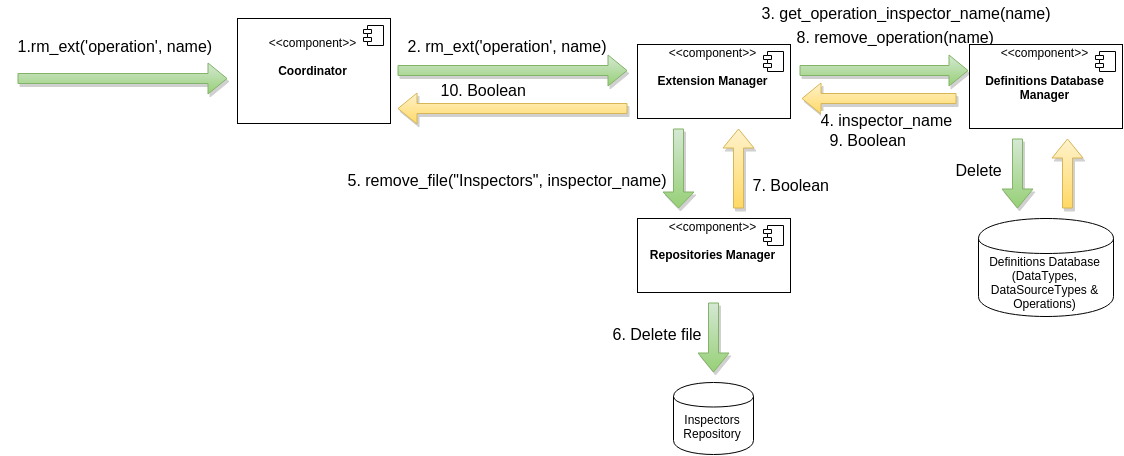 1.rm_ext('operation', name)
<<component>>
Coordinator
2. rm_ext('operation', name)
10. Boolean
<<component>>
Extension Manager
3. get_operation_inspector_name(name)
8. remove_operation(name)
4. inspector_name
9. Boolean
<<component>>
Definitions Database
Manager
5. remove_file("Inspectors", inspector_name)
7. Boolean
Delete
<<component>>
Repositories Manager
Definitions Database
(DataTypes,
DataSourceTypes &
Operations)
6. Delete file
Inspectors
Repository